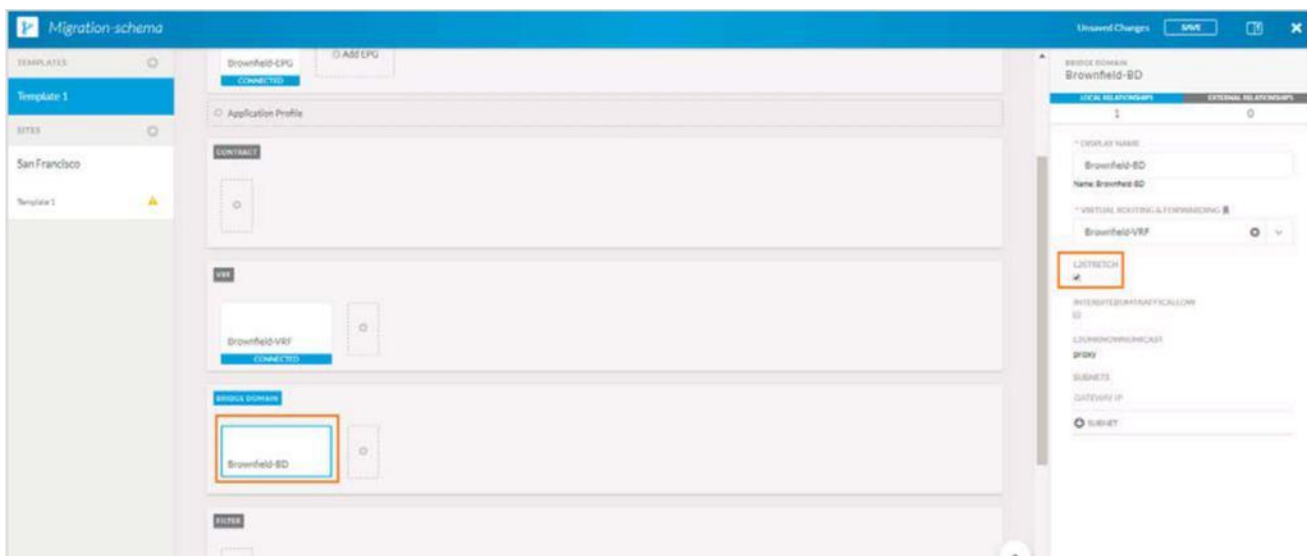 Migration-schema
Unsaved Changes
SAVE
TEMPLATES
Template 1
SITES
San Francisco
Template 1
Brownfield-EPG
CONNECTED
Add EPG
Application Profile
CONTRACT
VRF
Brownfield-VRF
CONNECTED
BRIDGE DOMAIN
Brownfield-BD
FILTER
BRIDGE DOMAIN
Brownfield-BD
LOCAL RELATIONSHIPS
EXTERNAL RELATIONSHIPS
1
0
* DISPLAY NAME
Brownfield-BD
Name: Brownfield-BD
* VIRTUAL ROUTING & FORWARDING
Brownfield-VRF
L2STRETCH
INTERSITEBUMTRAFFICALLOW
L2UNKNOWNUNICAST
proxy
SUBNETS
GATEWAY IP
SUBNET